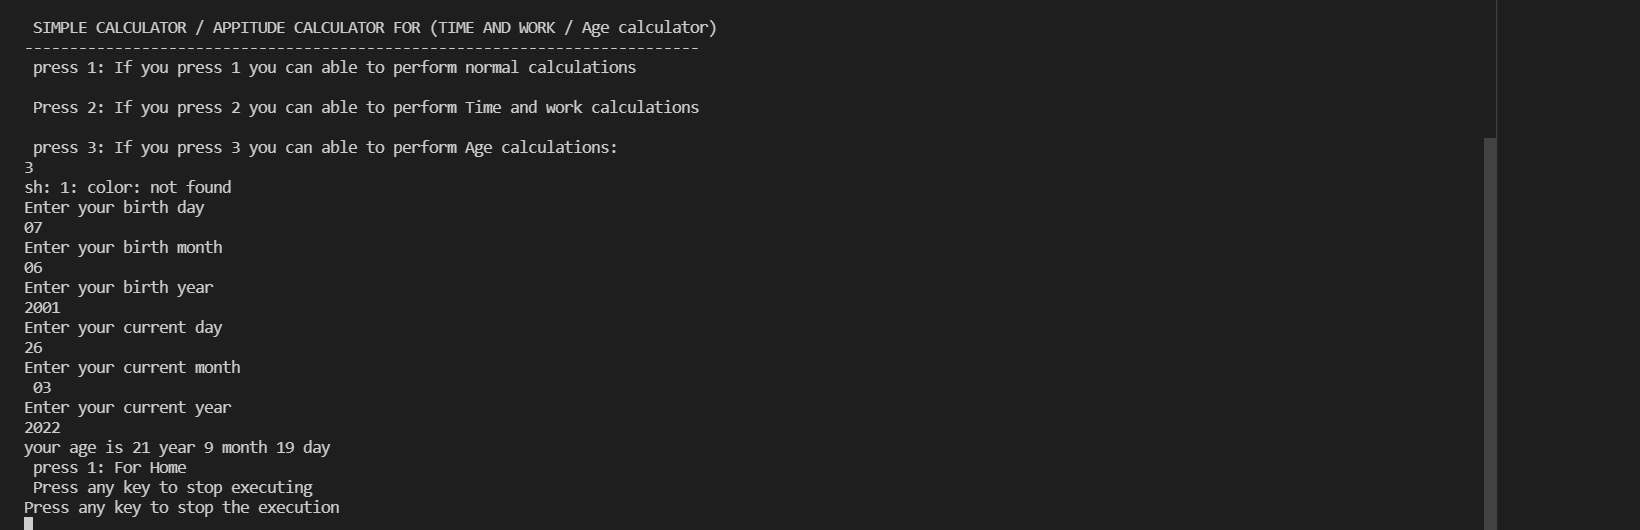 SIMPLE CALCULATOR / APPITUDE CALCULATOR FOR (TIME AND WORK / Age calculator)
---------------------------------------------------------------------------
press 1: If you press 1 you can able to perform normal calculations
Press 2: If you press 2 you can able to perform Time and work calculations
press 3: If you press 3 you can able to perform Age calculations:
3
sh: 1: color: not found
Enter your birth day
07
Enter your birth month
06
Enter your birth year
2001
Enter your current day
26
Enter your current month
03
Enter your current year
2022
your age is 21 year 9 month 19 day
press 1: For Home
Press any key to stop executing
Press any key to stop the execution